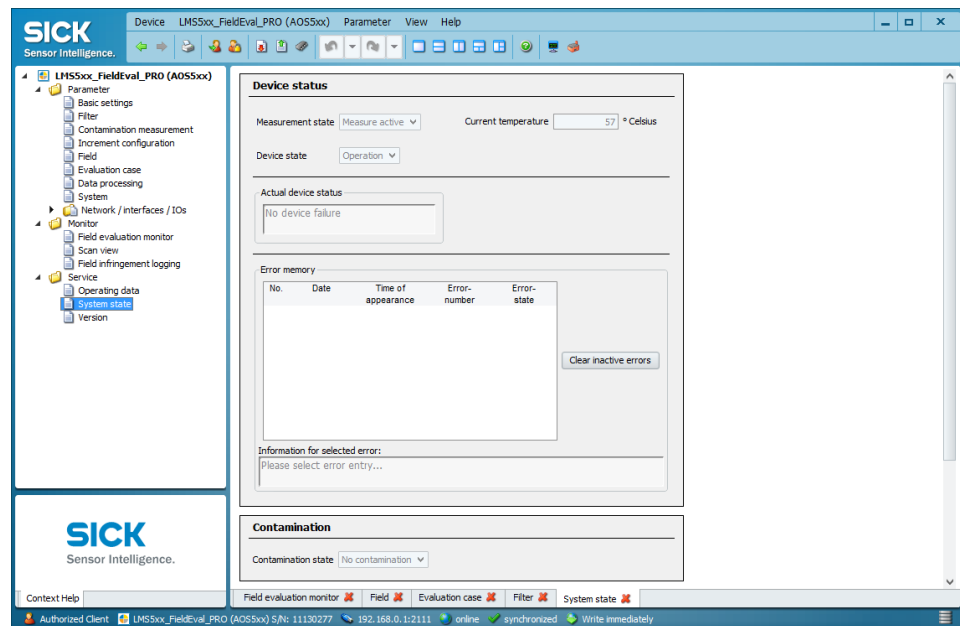 SICK
Sensor Intelligence.
Device LMS5xx_FieldEval_PRO (AOS5xx) Parameter View Help
LMS5xx_FieldEval_PRO (AOS5xx)
Parameter
Basic settings
Filter
Contamination measurement
Increment configuration
Field
Evaluation case
Data processing
System
Network / interfaces / IOs
Monitor
Field evaluation monitor
Scan view
Field infringement logging
Service
Operating data
System state
Version
SICK
Sensor Intelligence.
Context Help
Device status
Measurement state Measure active Current temperature 57 ° Celsius
Device state Operation
Actual device status
No device failure
Error memory
No. Date Time of appearance Error-number Error-state
Clear inactive errors
Information for selected error:
Please select error entry...
Contamination
Contamination state No contamination
Field evaluation monitor Field Evaluation case Filter System state
Authorized Client LMS5xx_FieldEval_PRO (AOS5xx) S/N: 11130277 192.168.0.1:2111 online synchronized Write immediately